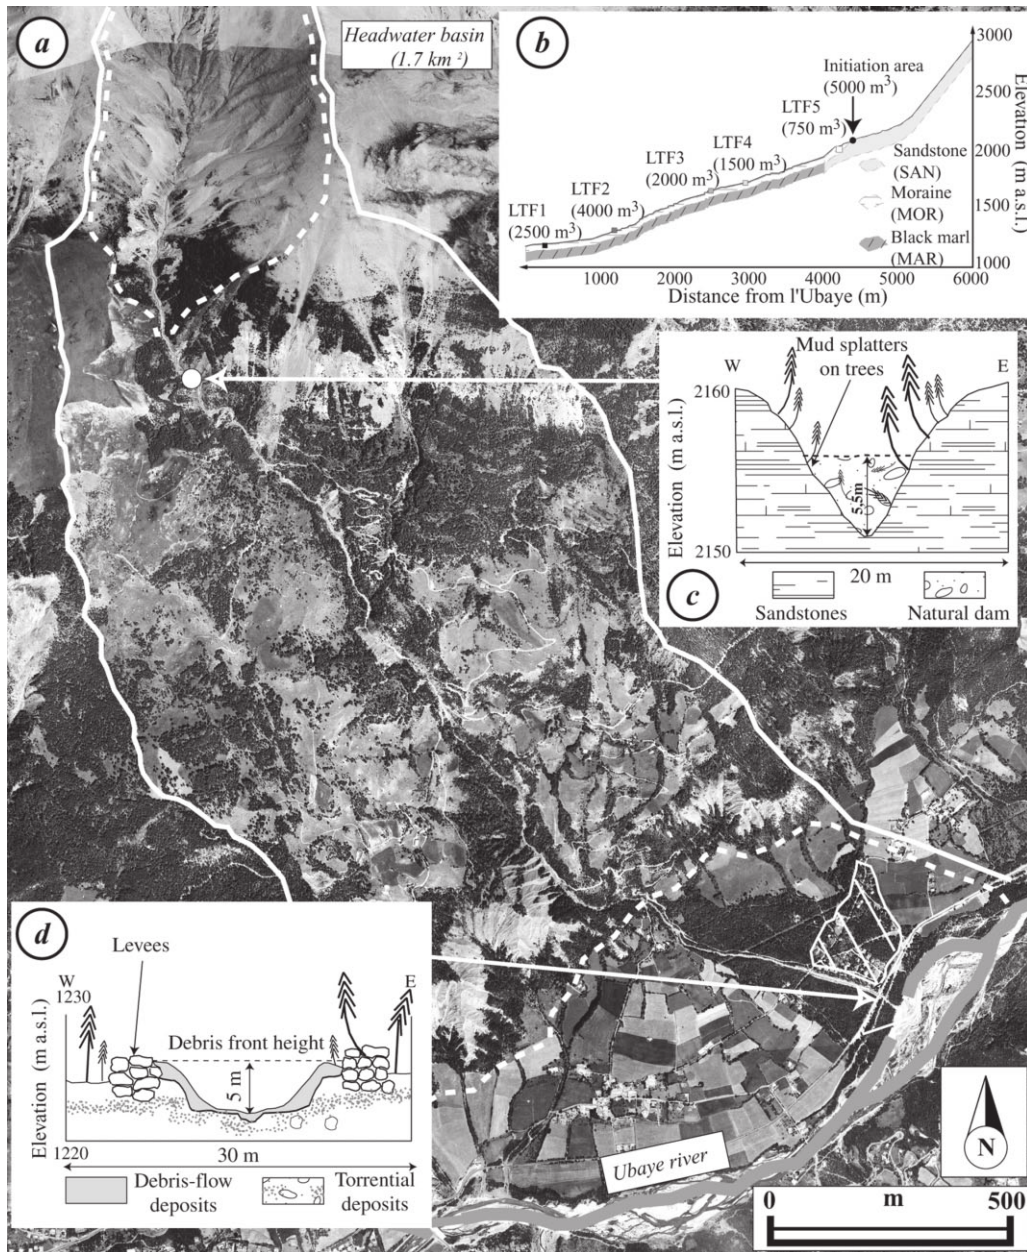 a
Headwater basin
(1.7 km ²)
b
Elevation (m a.s.l.)
3000
2500
2000
1500
1000
Initiation area
(5000 m³)
LTF5
(750 m³)
LTF4
(1500 m³)
LTF3
(2000 m³)
LTF2
(4000 m³)
LTF1
(2500 m³)
Sandstone
(SAN)
Moraine
(MOR)
Black marl
(MAR)
1000 2000 3000 4000 5000 6000
Distance from l'Ubaye (m)
W
Mud splatters
on trees
E
2160
Elevation (m a.s.l.)
5,5m
2150
20 m
c
Sandstones
Natural dam
d
Levees
W
1230
E
Debris front height
Elevation (m a.s.l.)
5 m
1220
30 m
Debris-flow
deposits
Torrential
deposits
Ubaye river
N
0 m 500